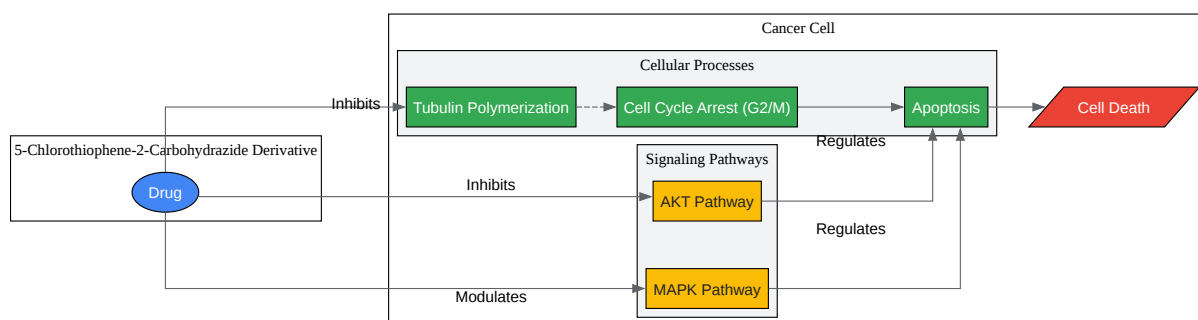 Cancer Cell
Cellular Processes
Inhibits
Tubulin Polymerization
Cell Cycle Arrest (G2/M)
Apoptosis
Cell Death
5-Chlorothiophene-2-Carbohydrazide Derivative
Drug
Regulates
Signaling Pathways
Inhibits
AKT Pathway
Regulates
Modulates
MAPK Pathway